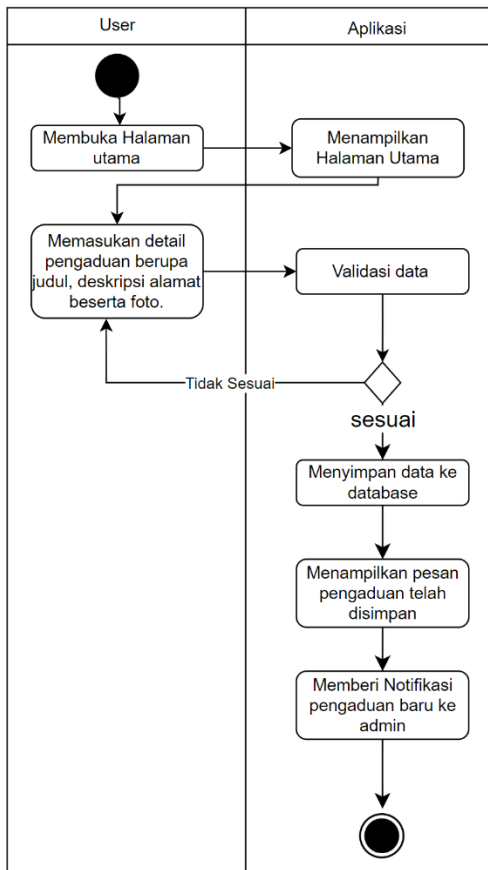 User
Aplikasi
Membuka Halaman
utama
Menampilkan
Halaman Utama
Memasukan detail
pengaduan berupa
judul, deskripsi alamat
beserta foto.
Validasi data
Tidak Sesuai
sesuai
Menyimpan data ke
database
Menampilkan pesan
pengaduan telah
disimpan
Memberi Notifikasi
pengaduan baru ke
admin